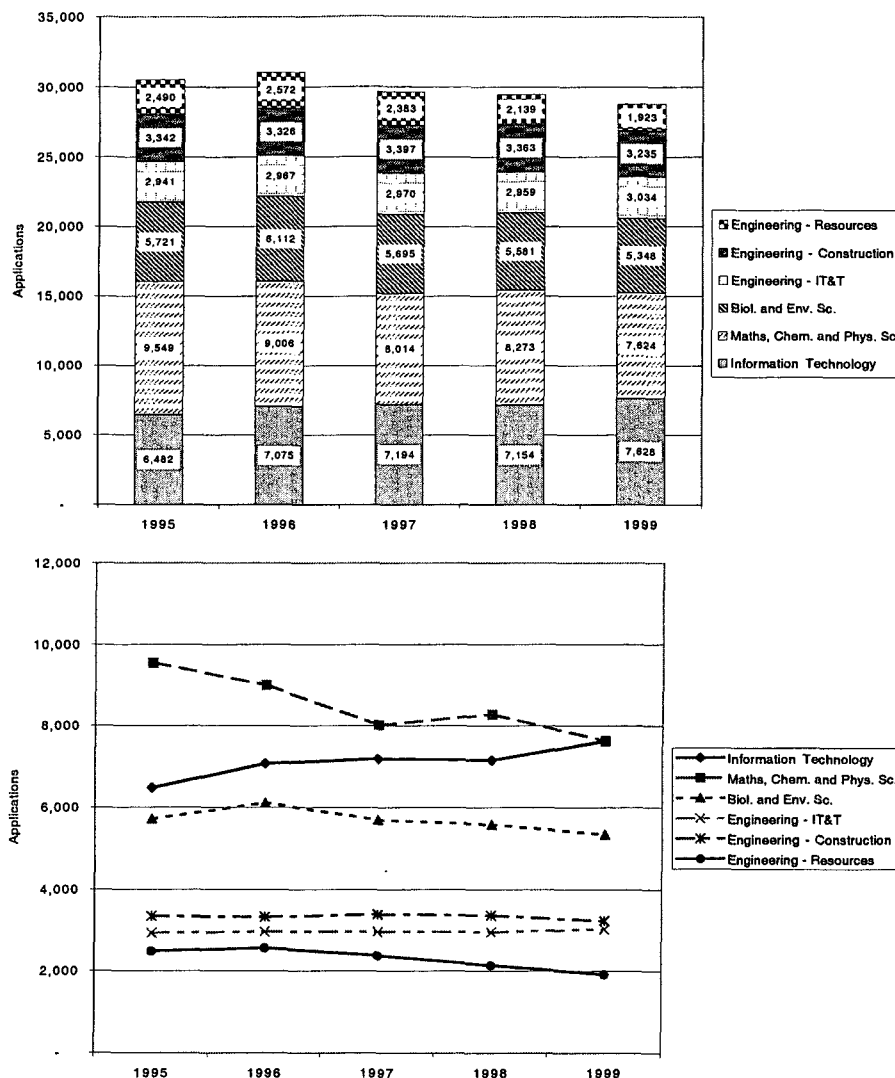 35,000
30,000
25,000
20,000
15,000
10,000
5,000
-
Applications
2,490
3,342
2,941
5,721
9,549
6,482
2,572
3,326
2,967
6,112
9,006
7,075
2,383
3,397
2,970
5,695
8,014
7,194
2,139
3,363
2,959
5,581
8,273
7,154
1,923
3,235
3,034
5,348
7,624
7,628
1995 1996 1997 1998 1999
Engineering - Resources
Engineering - Construction
Engineering - IT&T
Biol. and Env. Sc.
Maths, Chem. and Phys. Sc
Information Technology
12,000
10,000
8,000
6,000
4,000
2,000
-
Applications
1995 1996 1997 1998 1999
Information Technology
Maths, Chem. and Phys. Sc.
Biol. and Env. Sc.
Engineering - IT&T
Engineering - Construction
Engineering - Resources